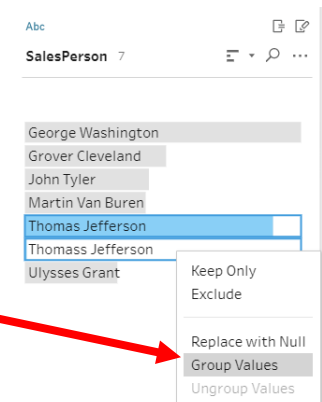 Abc
SalesPerson 7
George Washington
Grover Cleveland
John Tyler
Martin Van Buren
Thomas Jefferson
Thomass Jefferson
Ulysses Grant
Keep Only
Exclude
Replace with Null
Group Values
Ungroup Values